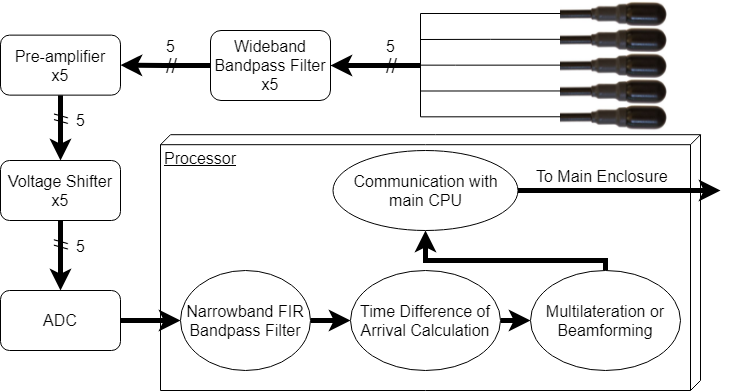 5
Wideband
Bandpass Filter
x5
5
Pre-amplifier
x5
5
Voltage Shifter
x5
5
ADC
Processor
Communication with
main CPU
To Main Enclosure
Narrowband FIR
Bandpass Filter
Time Difference of
Arrival Calculation
Multilateration or
Beamforming